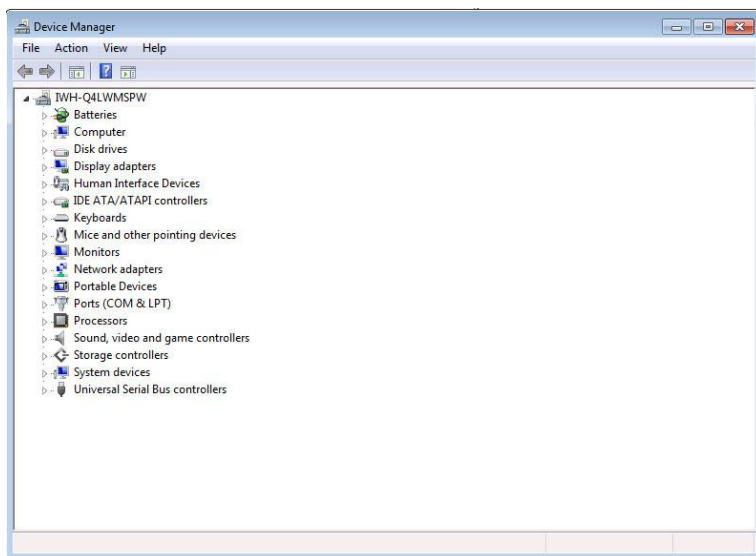 Device Manager
File Action View Help
IWH-Q4LWMSPW
Batteries
Computer
Disk drives
Display adapters
Human Interface Devices
IDE ATA/ATAPI controllers
Keyboards
Mice and other pointing devices
Monitors
Network adapters
Portable Devices
Ports (COM & LPT)
Processors
Sound, video and game controllers
Storage controllers
System devices
Universal Serial Bus controllers